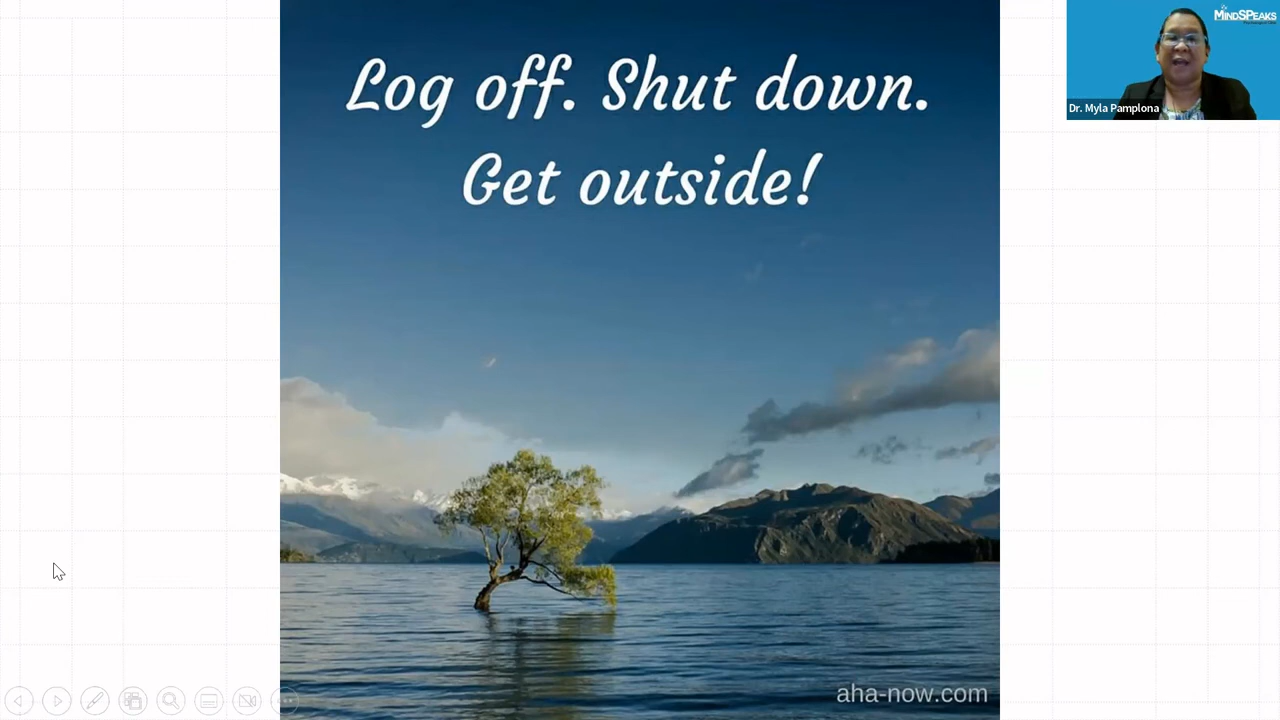 Log off. Shut down.
Get outside!
MINDSPEAKS
Dr. Myla Pamplona
aha-now.com